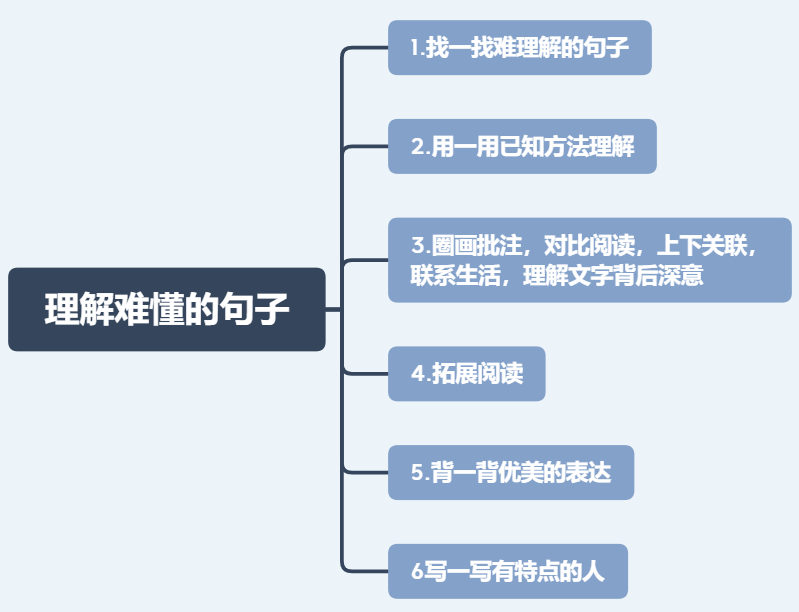 理解难懂的句子
1.找一找难理解的句子
2.用一用已知方法理解
3.圈画批注，对比阅读，上下关联，
联系生活，理解文字背后深意
4.拓展阅读
5.背一背优美的表达
6写一写有特点的人